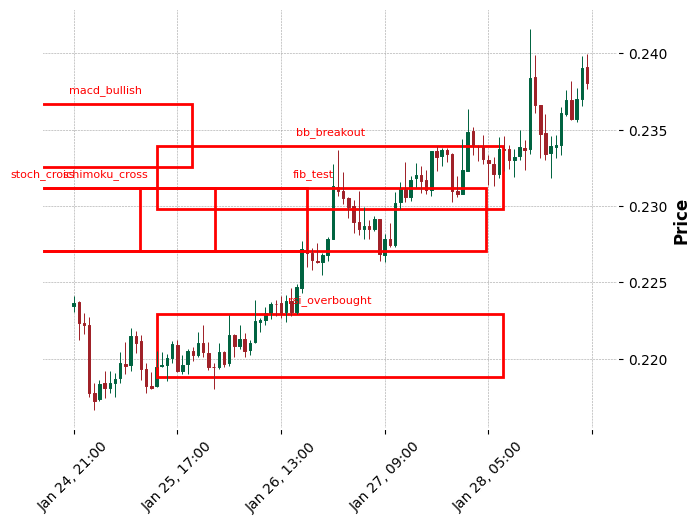 macd_bullish
bb_breakout
stoch_cross
ichimoku_cross
fib_test
rsi_overbought
0.240
0.235
0.230
0.225
0.220
Price
Jan 24, 21:00
Jan 25, 17:00
Jan 26, 13:00
Jan 27, 09:00
Jan 28, 05:00